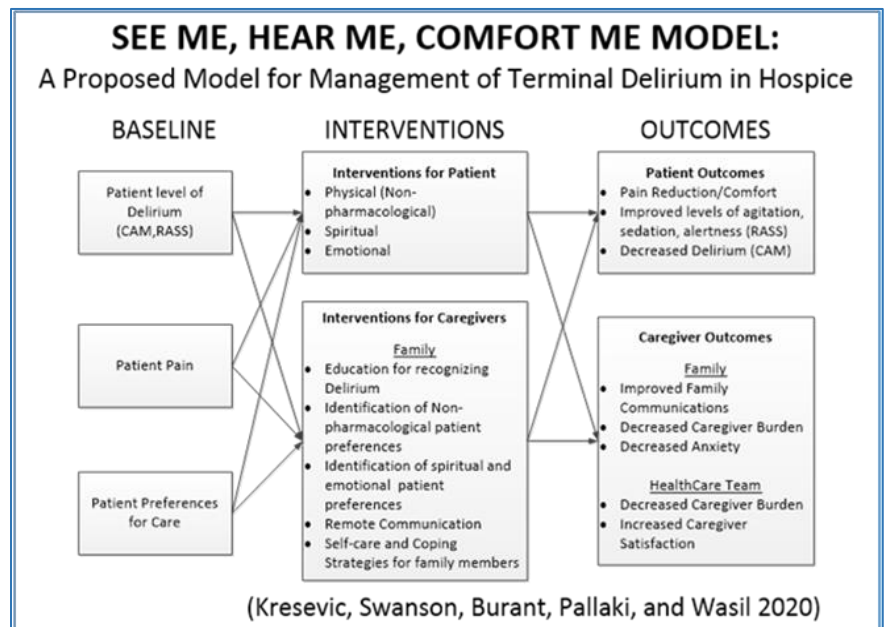 SEE ME, HEAR ME, COMFORT ME MODEL:
A Proposed Model for Management of Terminal Delirium in Hospice
BASELINE
INTERVENTIONS
OUTCOMES
Patient level of
Delirium
(CAM,RASS)
Patient Pain
Patient Preferences
for Care
Interventions for Patient
• Physical (Non-
pharmacological)
• Spiritual
• Emotional
Interventions for Caregivers
Family
• Education for recognizing
Delirium
• Identification of Non-
pharmacological patient
preferences
• Identification of spiritual and
emotional patient
preferences
• Remote Communication
• Self-care and Coping
Strategies for family members
Patient Outcomes
• Pain Reduction/Comfort
• Improved levels of agitation,
sedation, alertness (RASS)
• Decreased Delirium (CAM)
Caregiver Outcomes
Family
• Improved Family
Communications
• Decreased Caregiver Burden
• Decreased Anxiety
HealthCare Team
• Decreased Caregiver Burden
• Increased Caregiver
Satisfaction
(Kresevic, Swanson, Burant, Pallaki, and Wasil 2020)